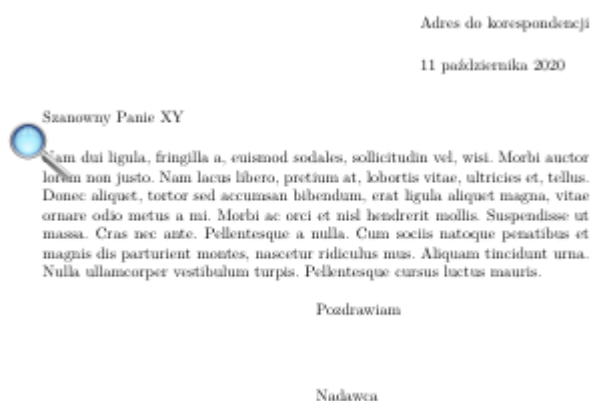 Adres do korespondencji
11 października 2020
Szanowny Panie XY
dui ligula, fringilla a, euismod sodales, sollicitudin vel, wisi. Morbi auctor
lorem non justo. Nam lacus libero, pretium at, lobortis vitae, ultricies et, tellus.
Donec aliquet, tortor sed accumsan bibendum, erat ligula aliquet magna, vitae
ornare odio metus a mi. Morbi ac orci et nisl hendrerit mollis. Suspendisse ut
massa. Cras nec ante. Pellentesque a nulla. Cum sociis natoque penatibus et
magnis dis parturient montes, nascetur ridiculus mus. Aliquam tincidunt urna.
Nulla ullamcorper vestibulum turpis. Pellentesque cursus luctus mauris.
Pozdrawiam
Nadawca